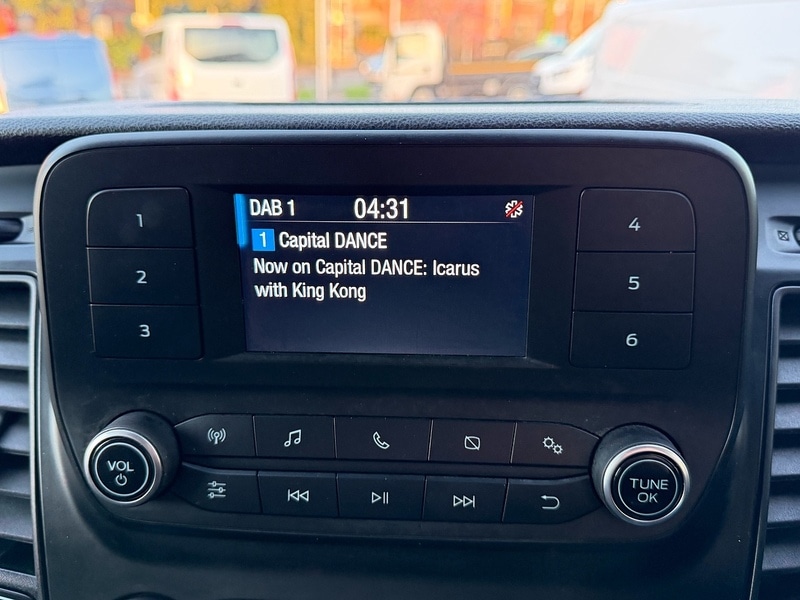 DAB 1 04:31
1 Capital DANCE
Now on Capital DANCE: Icarus
with King Kong
1
2
3
4
5
6
VOL
TUNE
OK